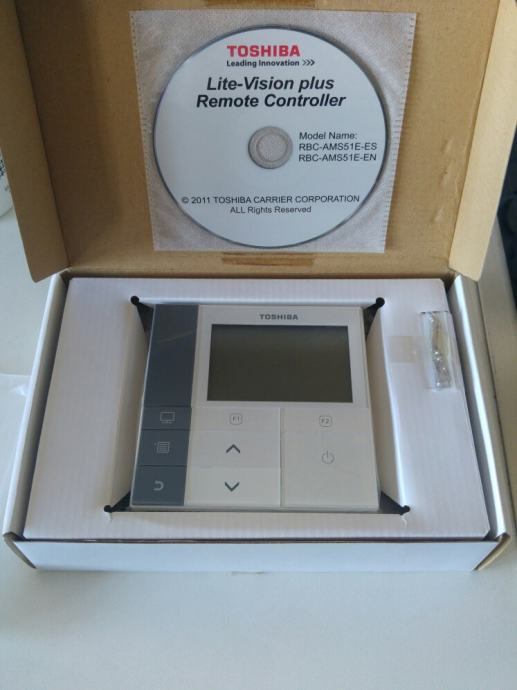 TOSHIBA
Leading Innovation >>>
Lite-Vision plus
Remote Controller
Model Name:
RBC-AMS51E-ES
RBC-AMS51E-EN
© 2011 TOSHIBA CARRIER CORPORATION
ALL Rights Reserved
TOSHIBA
F1
F2